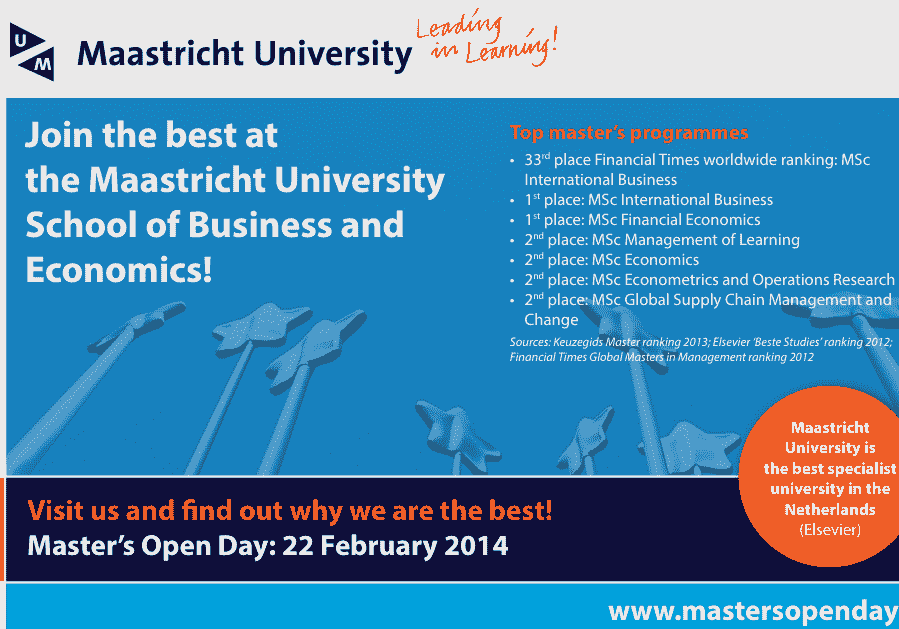 UM
Maastricht University
Leading
in Learning!
Join the best at
the Maastricht University
School of Business and
Economics!
Top master's programmes
• 33rd place Financial Times worldwide ranking: MSc
International Business
• 1st place: MSc International Business
• 1st place: MSc Financial Economics
• 2nd place: MSc Management of Learning
• 2nd place: MSc Economics
• 2nd place: MSc Econometrics and Operations Research
• 2nd place: MSc Global Supply Chain Management and
Change
Sources: Keuzegids Master ranking 2013; Elsevier 'Beste Studies' ranking 2012;
Financial Times Global Masters in Management ranking 2012
Maastricht
University is
the best specialist
university in the
Netherlands
(Elsevier)
Visit us and find out why we are the best!
Master's Open Day: 22 February 2014
www.mastersopenday